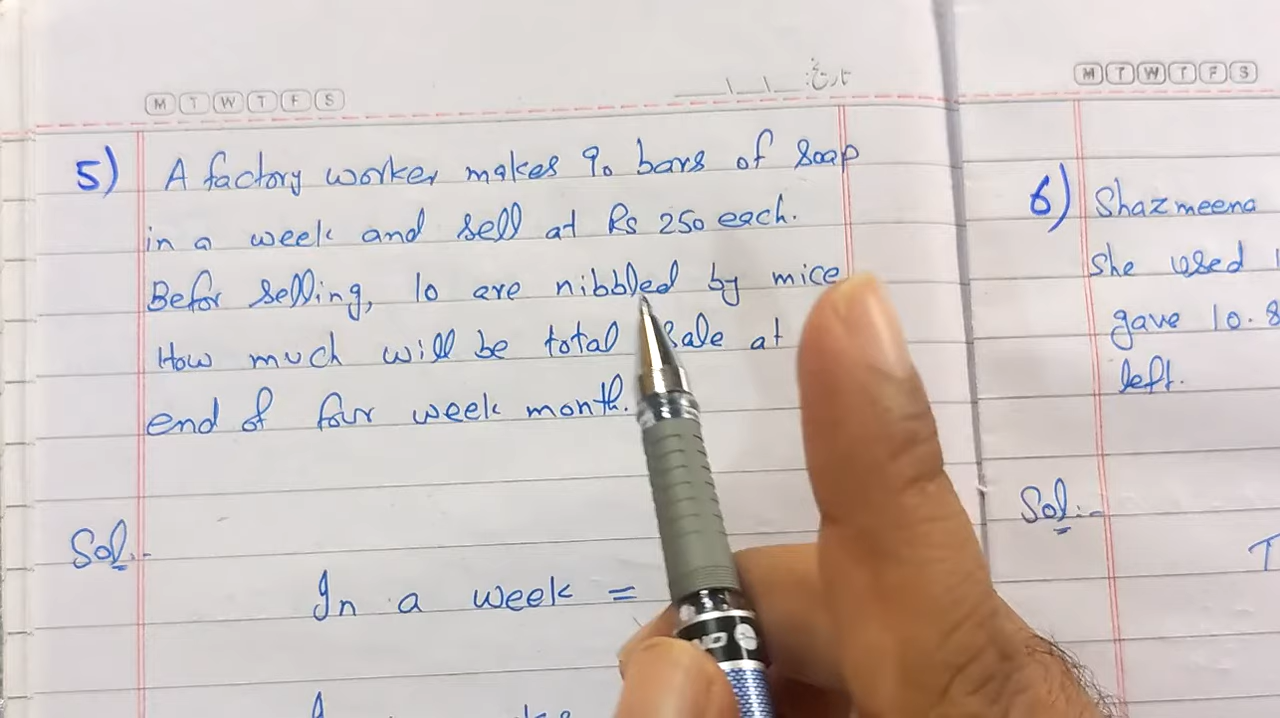 M T W T F S
تاریخ:
5) A factory worker makes 90 bars of soap
in a week and sell at Rs 250 each.
Befor selling, 10 are nibbled by mice
How much will be total sale at
end of four week month.
Sol:-
In a week =
M T W T F S
6) Shazmeena
she used
gave 10.8
left.
Sol:-
T